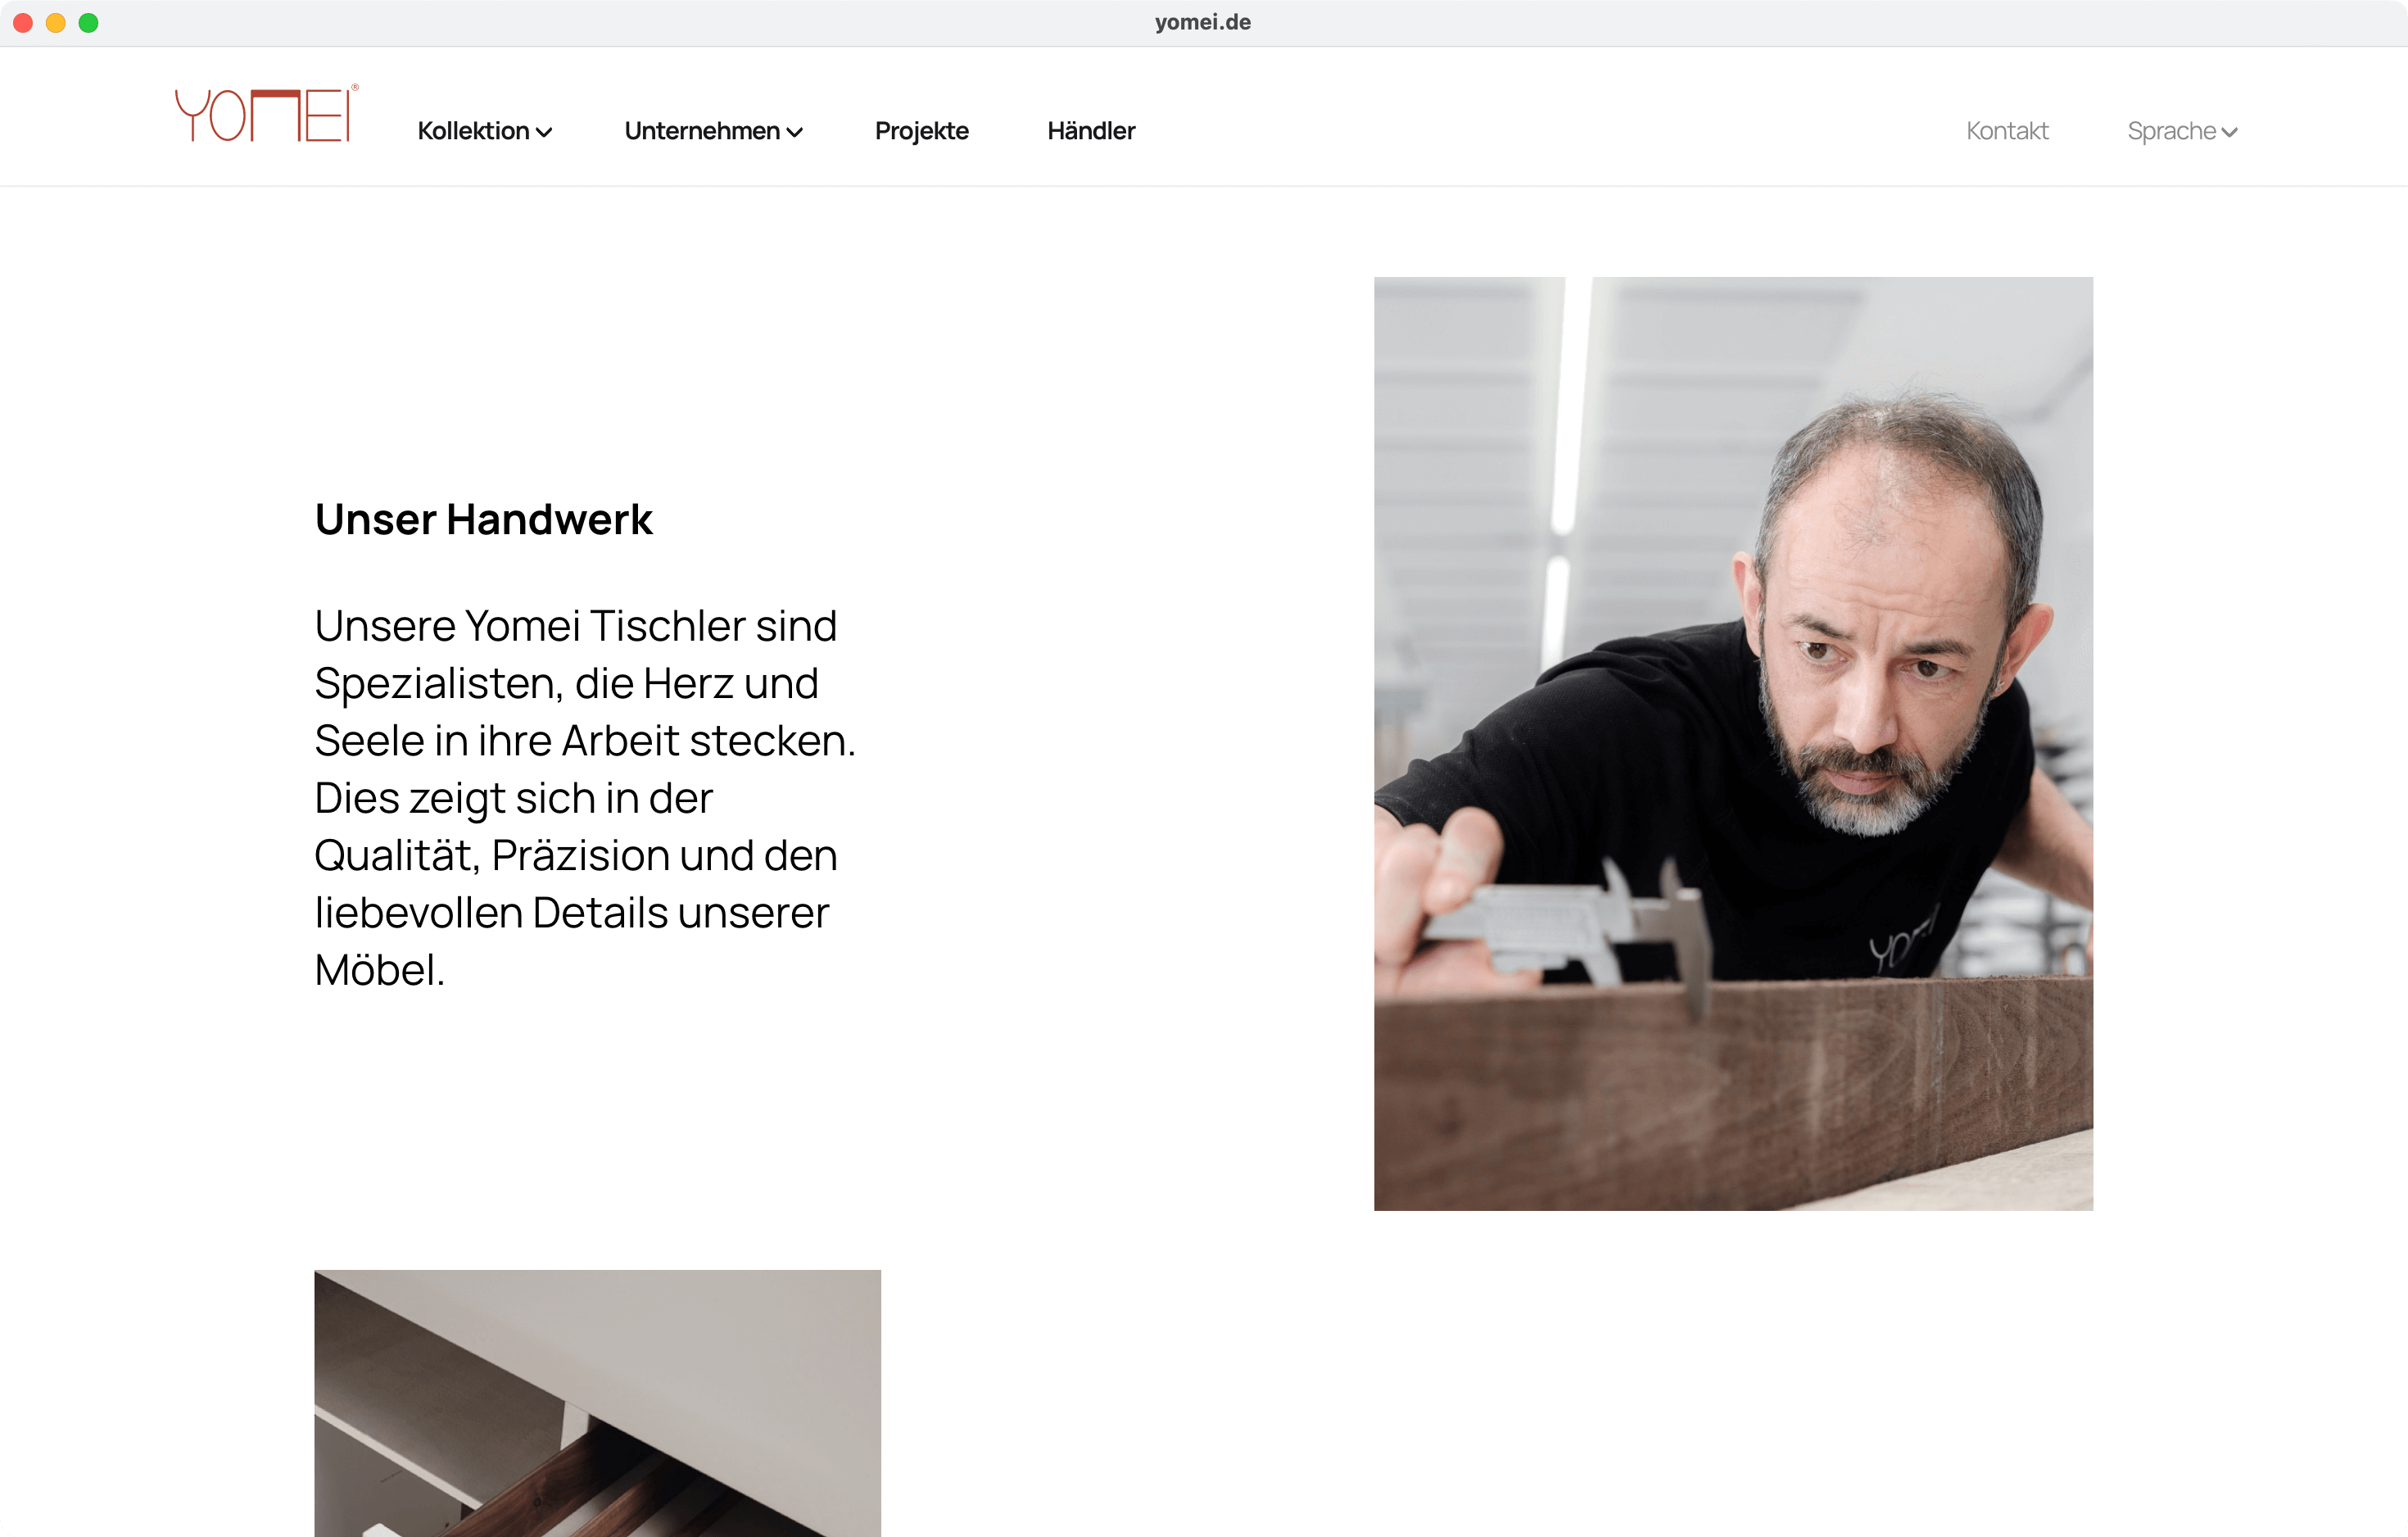 yomei.de
YOMEI®
Kollektion
Unternehmen
Projekte
Händler
Kontakt
Sprache
Unser Handwerk
Unsere Yomei Tischler sind
Spezialisten, die Herz und
Seele in ihre Arbeit stecken.
Dies zeigt sich in der
Qualität, Präzision und den
liebevollen Details unserer
Möbel.